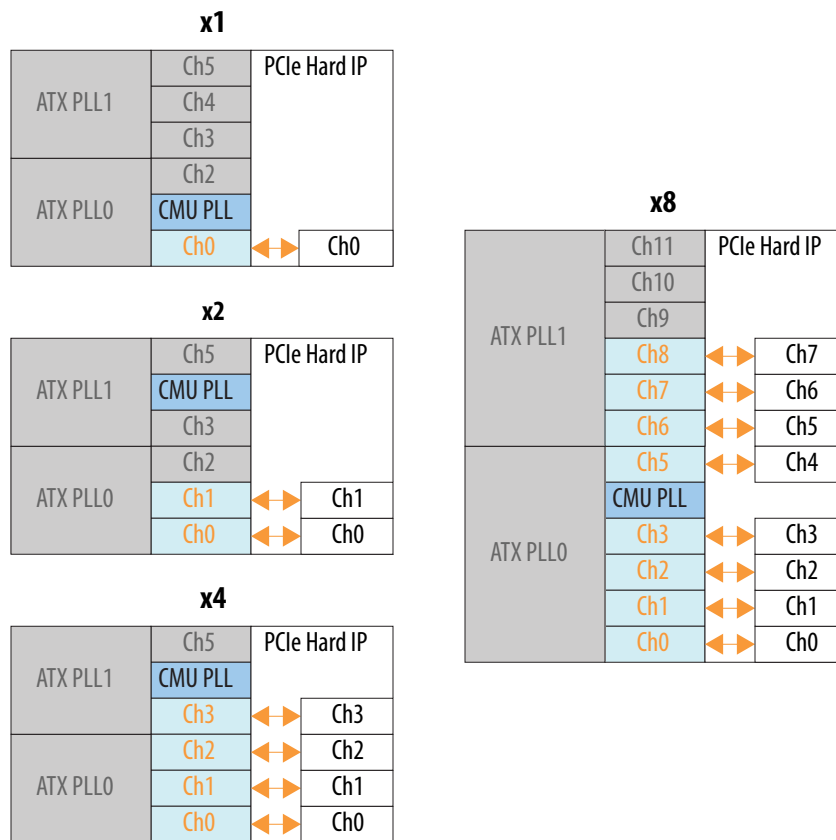 x1
Ch5 PCIe Hard IP
ATX PLL1 Ch4
Ch3
Ch2
ATX PLL0 CMU PLL
Ch0 Ch0
x2
Ch5 PCIe Hard IP
ATX PLL1 CMU PLL
Ch3
Ch2
ATX PLL0 Ch1 Ch1
Ch0 Ch0
x4
Ch5 PCIe Hard IP
ATX PLL1 CMU PLL
Ch3 Ch3
Ch2 Ch2
ATX PLL0 Ch1 Ch1
Ch0 Ch0
x8
Ch11 PCIe Hard IP
Ch10
Ch9
ATX PLL1
Ch8 Ch7
Ch7 Ch6
Ch6 Ch5
Ch5 Ch4
CMU PLL
Ch3 Ch3
ATX PLL0
Ch2 Ch2
Ch1 Ch1
Ch0 Ch0